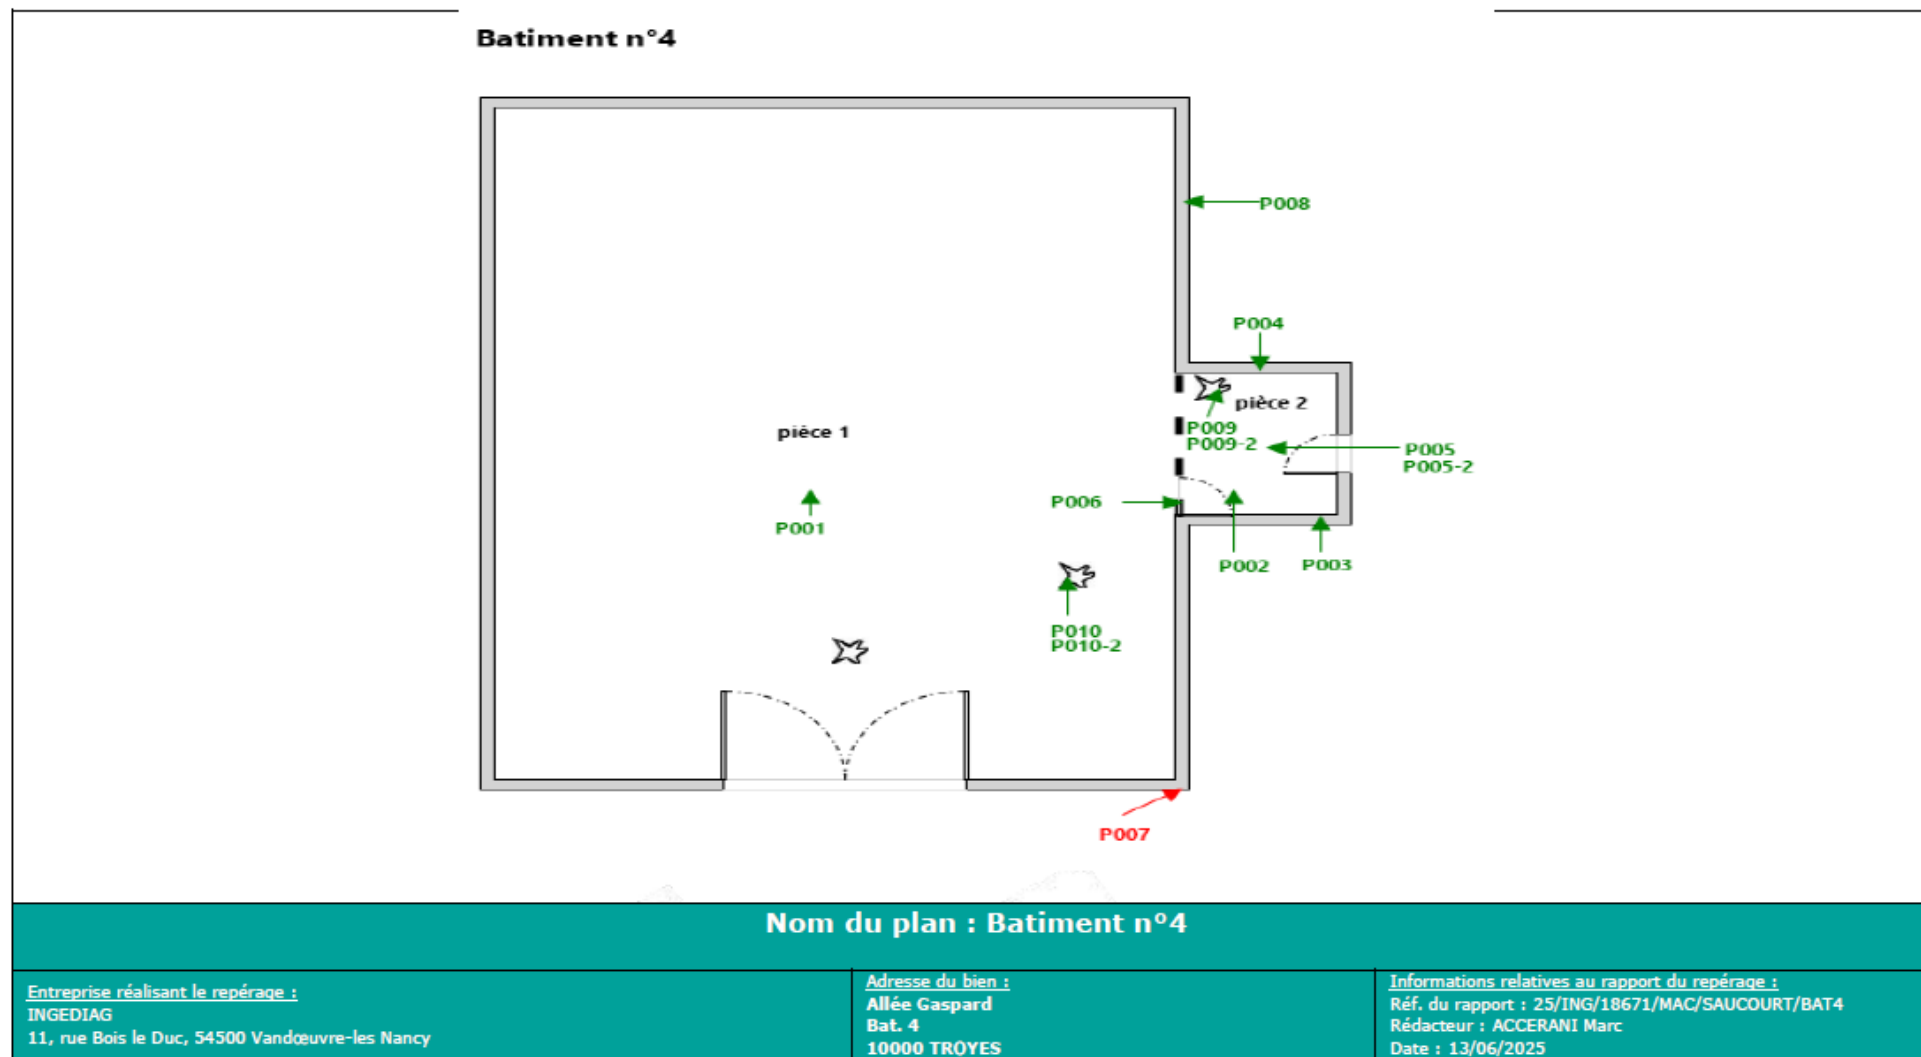 Batiment n°4
P008
P004
pièce 2
pièce 1
P009
P009-2
P005
P005-2
P006
P001
P002
P003
P010
P010-2
P007
Nom du plan : Batiment n°4
Entreprise réalisant le repérage :
INGEDIAG
11, rue Bois le Duc, 54500 Vandœuvre-les Nancy
Adresse du bien :
Allée Gaspard
Bat. 4
10000 TROYES
Informations relatives au rapport du repérage :
Réf. du rapport : 25/ING/18671/MAC/SAUCOURT/BAT4
Rédacteur : ACCERANI Marc
Date : 13/06/2025